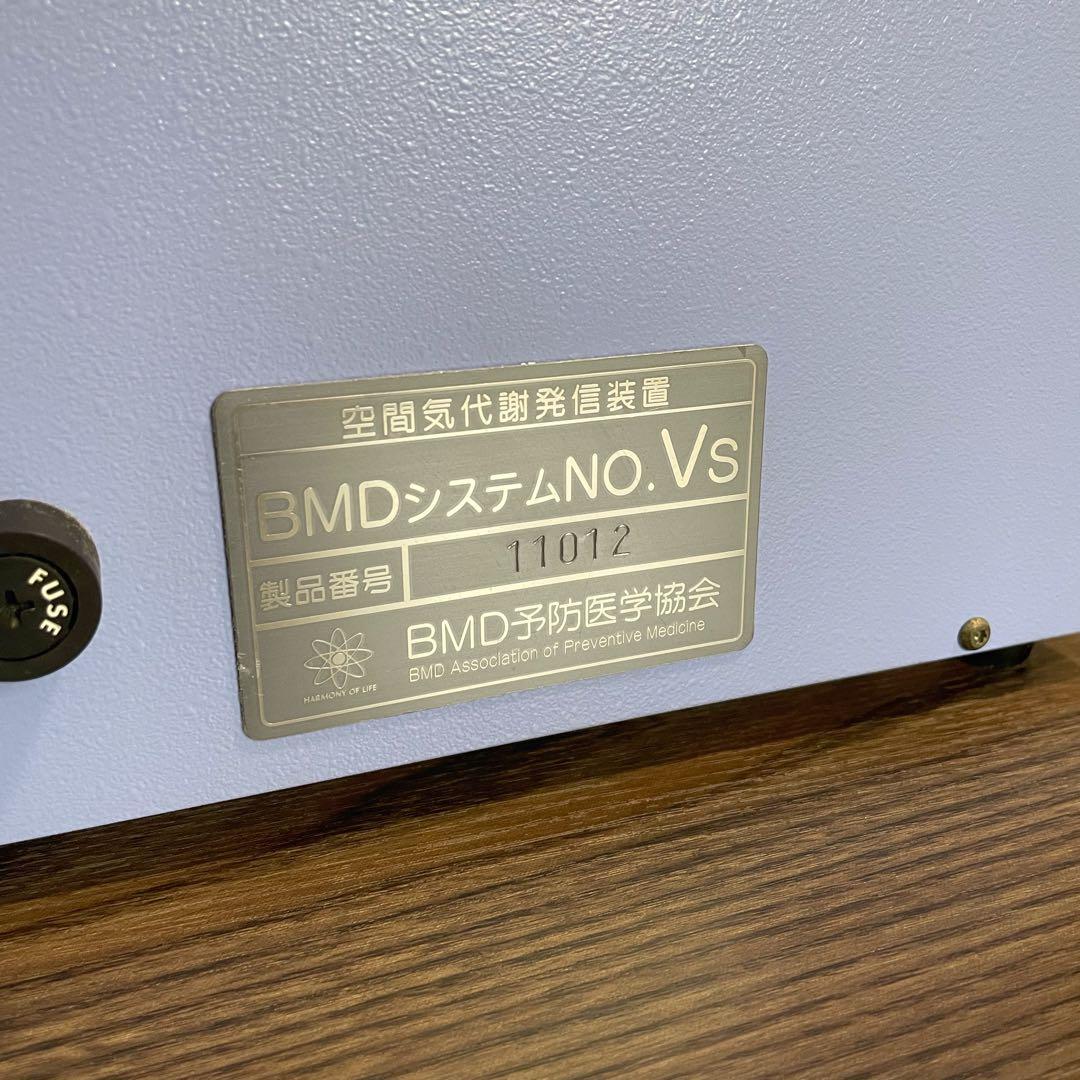 空間気代謝発信装置
BMDシステムNO.Vs
製品番号 11012
BMD予防医学協会
BMD Association of Preventive Medicine
HARMONY OF LIFE
FUSE